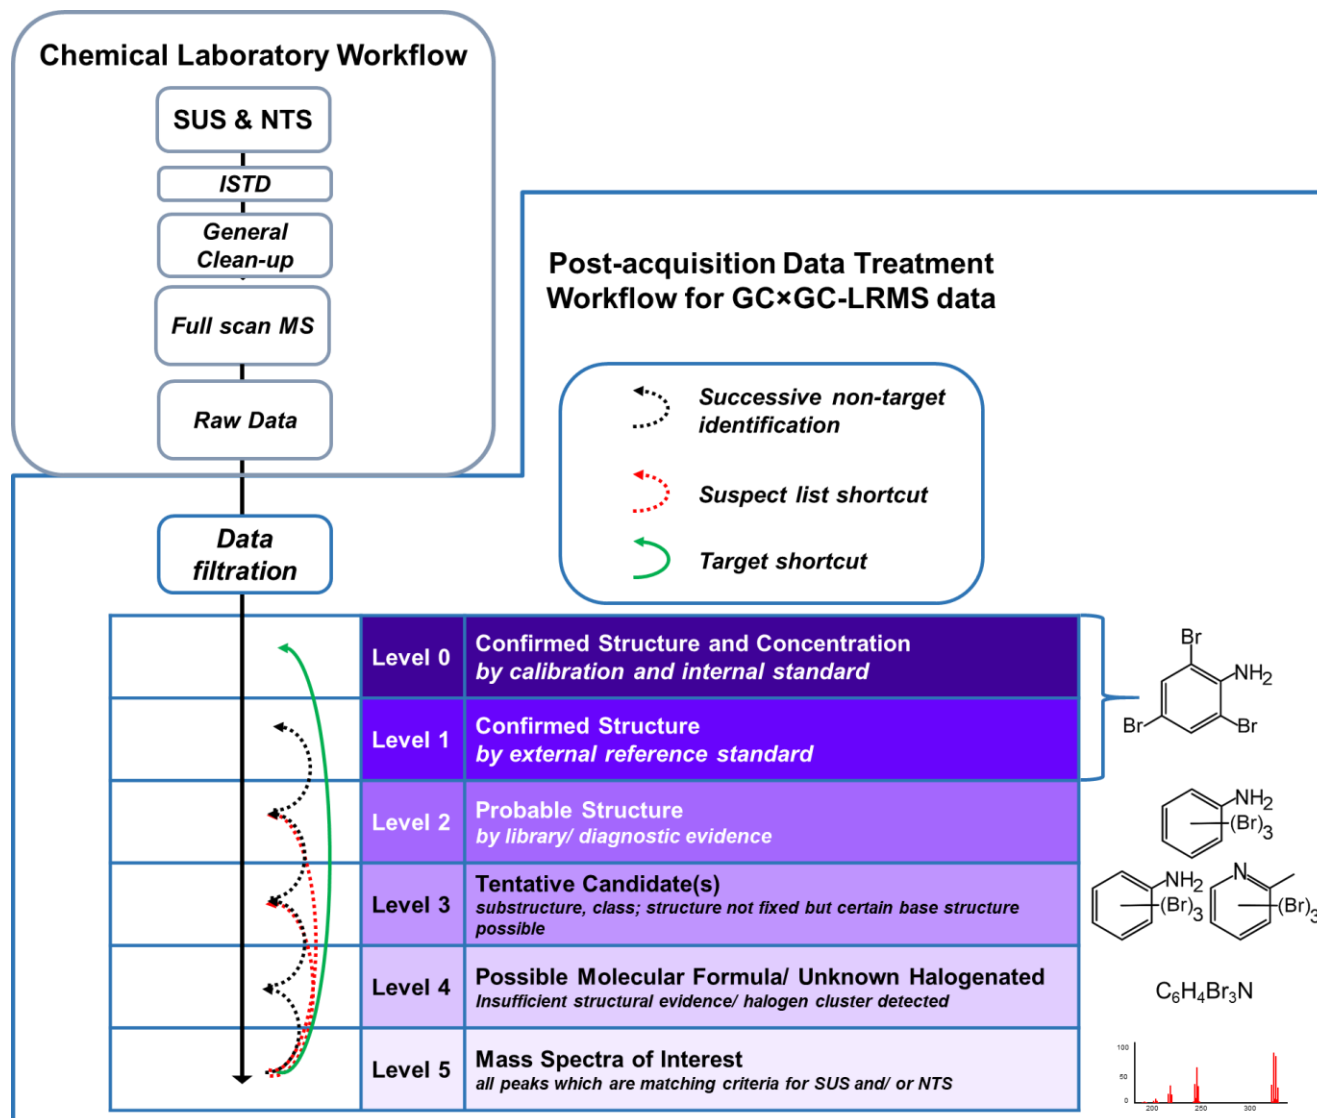 Chemical Laboratory Workflow
SUS & NTS
ISTD
General
Clean-up
Full scan MS
Raw Data
Post-acquisition Data Treatment
Workflow for GC×GC-LRMS data
Successive non-target
identification
Suspect list shortcut
Target shortcut
Data
filtration
Level 0
Confirmed Structure and Concentration
by calibration and internal standard
Level 1
Confirmed Structure
by external reference standard
Br
NH2
Br
Br
Level 2
Probable Structure
by library/ diagnostic evidence
NH2
(Br)3
Level 3
Tentative Candidate(s)
substructure, class; structure not fixed but certain base structure
possible
NH2
(Br)3
N
(Br)3
Level 4
Possible Molecular Formula/ Unknown Halogenated
Insufficient structural evidence/ halogen cluster detected
C6H4Br3N
Level 5
Mass Spectra of Interest
all peaks which are matching criteria for SUS and/ or NTS
100
50
0
200 250 300